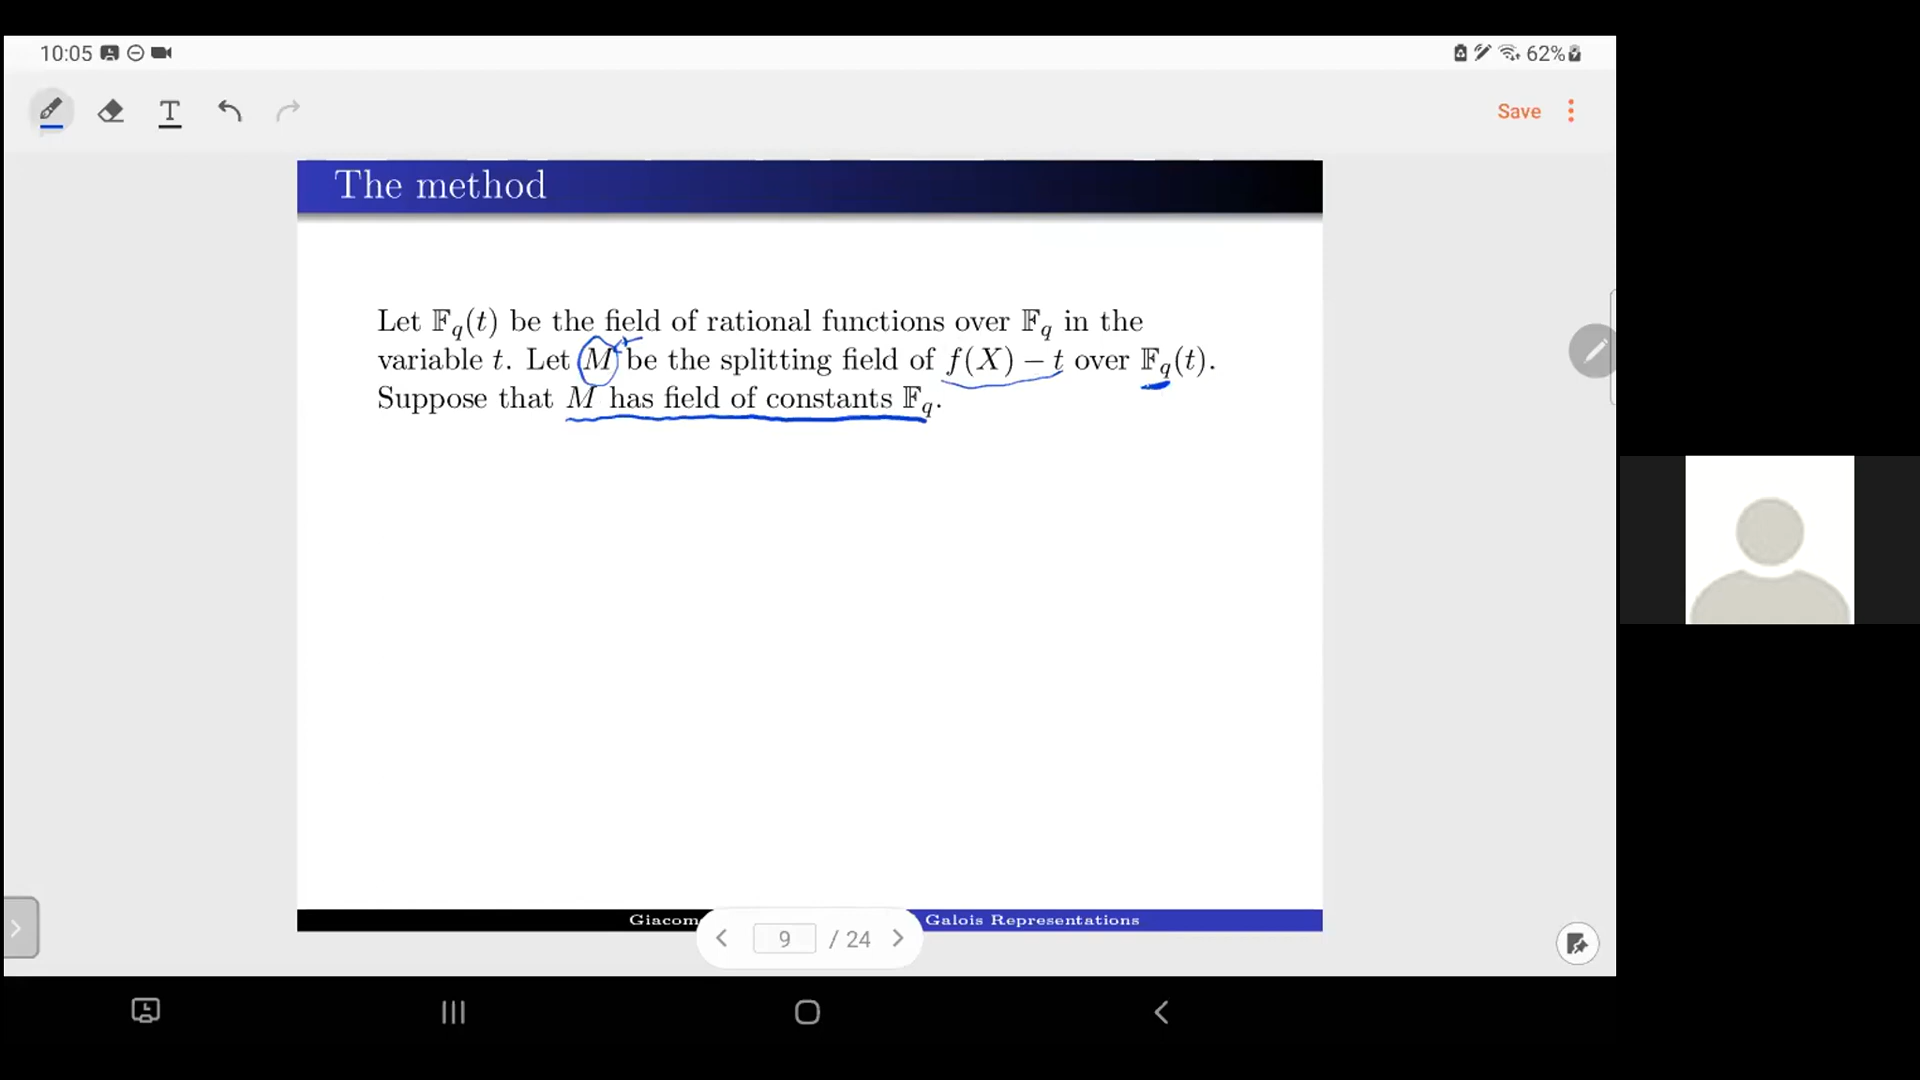 10:05
62%
T
Save
The method
Let 𝔽_q(t) be the field of rational functions over 𝔽_q in the
variable t. Let M be the splitting field of f(X) − t over 𝔽_q(t).
Suppose that M has field of constants 𝔽_q.
Galois Representations
9 / 24